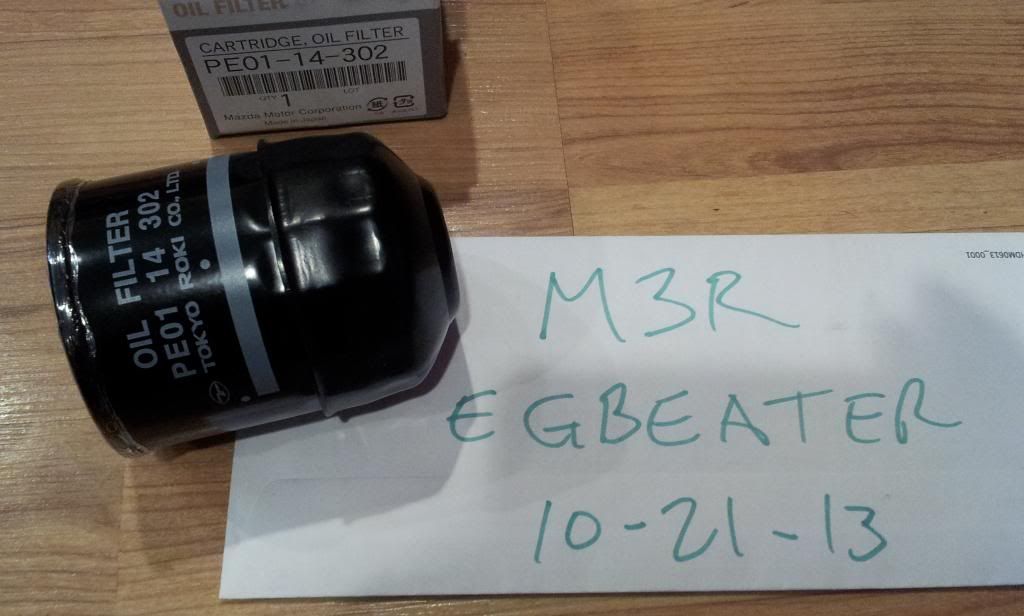 OIL FILTER
CARTRIDGE, OIL FILTER
PE01-14-302
QTY 1 LOT
Mazda Motor Corporation
Made in Japan
OIL FILTER
PE01 14 302
TOKYO ROKI CO., LTD.
HDM0613_0001
M3R
EGBEATER
10-21-13